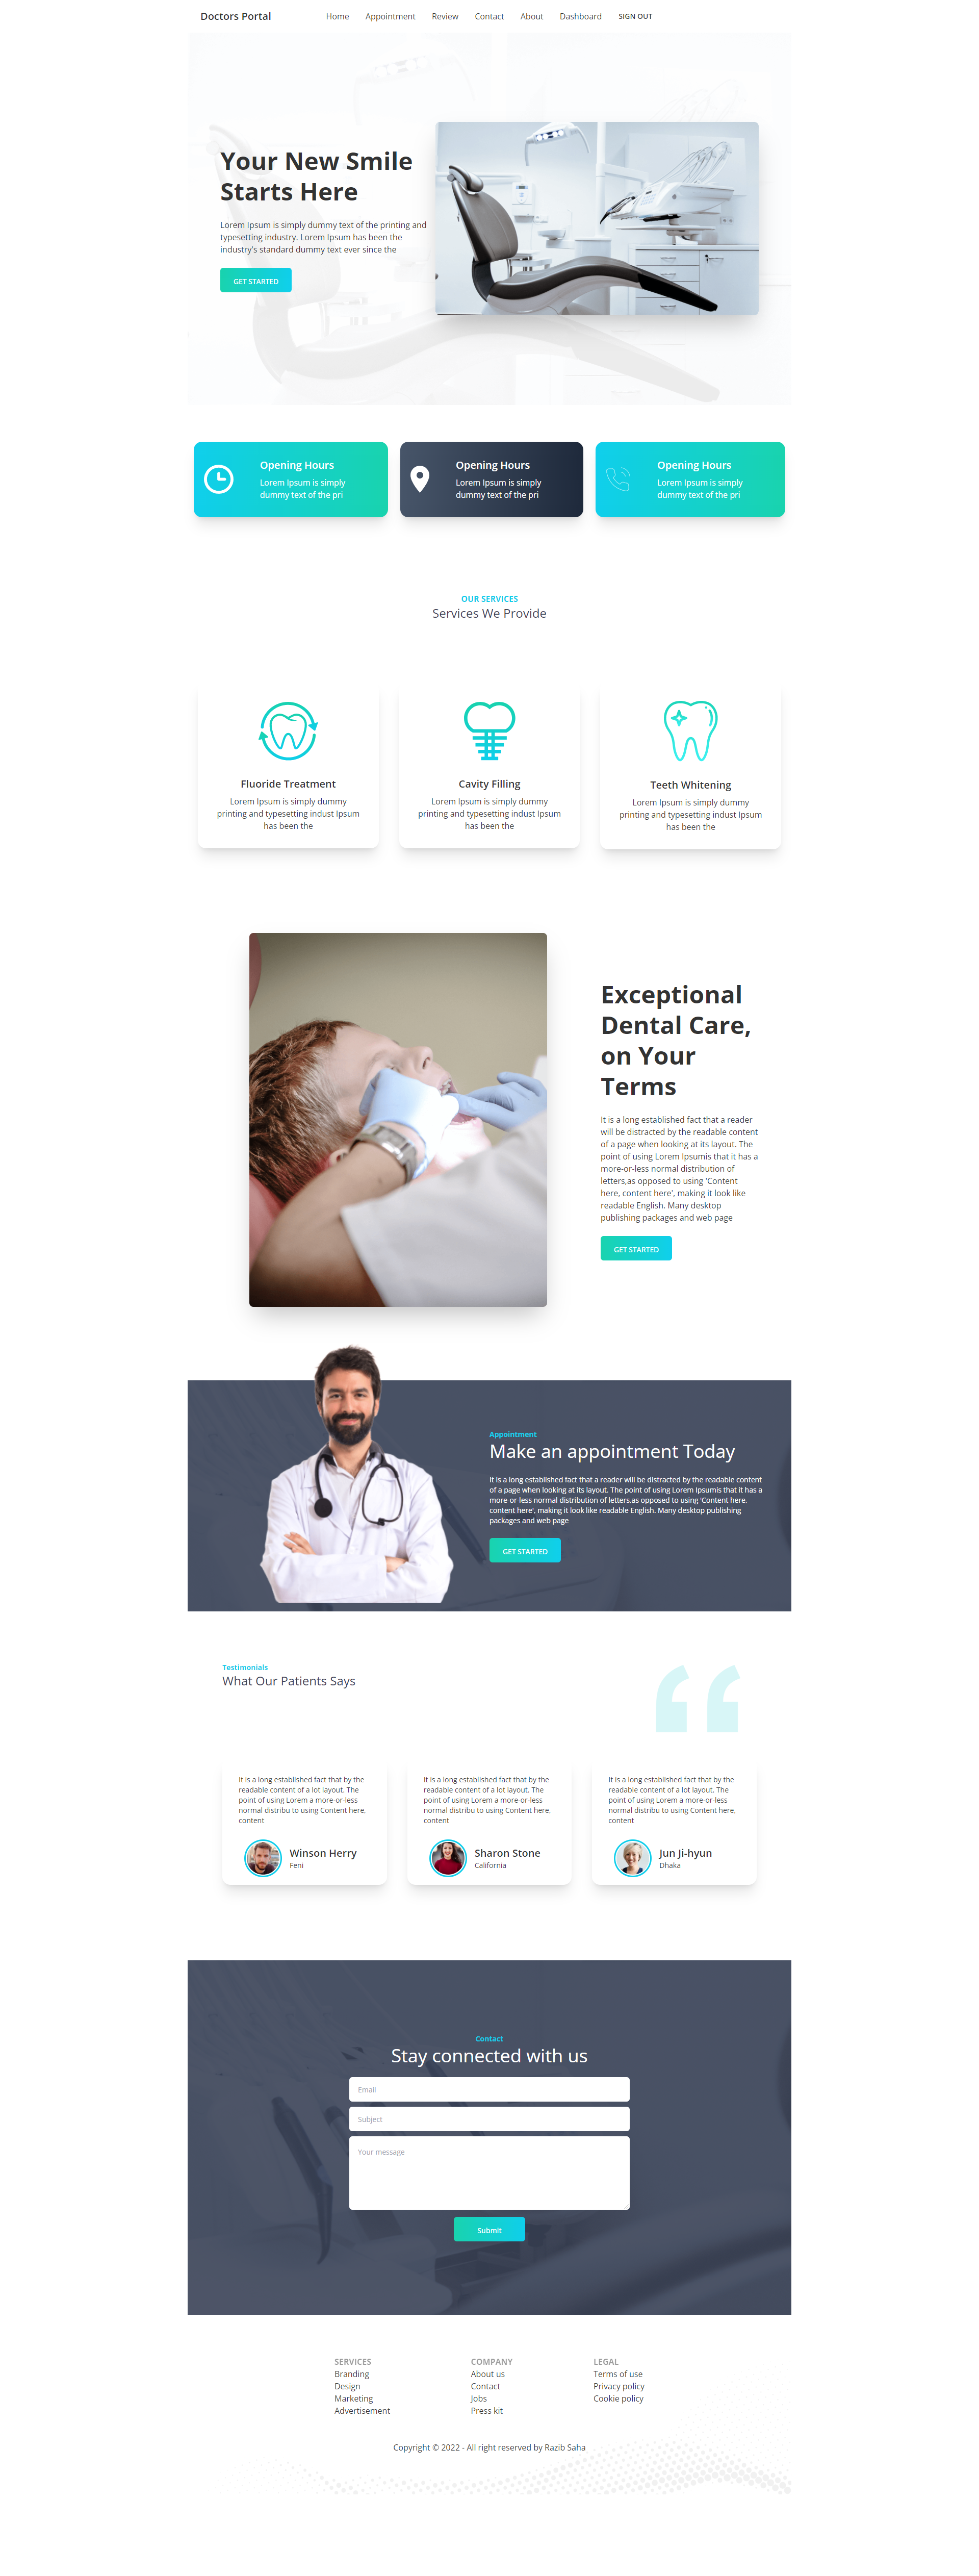 Doctors Portal
Home Appointment Review Contact About Dashboard SIGN OUT
Your New Smile
Starts Here
Lorem Ipsum is simply dummy text of the printing and
typesetting industry. Lorem Ipsum has been the
industry's standard dummy text ever since the
GET STARTED
Opening Hours
Lorem Ipsum is simply
dummy text of the pri
Opening Hours
Lorem Ipsum is simply
dummy text of the pri
Opening Hours
Lorem Ipsum is simply
dummy text of the pri
OUR SERVICES
Services We Provide
Fluoride Treatment
Lorem Ipsum is simply dummy
printing and typesetting indust Ipsum
has been the
Cavity Filling
Lorem Ipsum is simply dummy
printing and typesetting indust Ipsum
has been the
Teeth Whitening
Lorem Ipsum is simply dummy
printing and typesetting indust Ipsum
has been the
Exceptional
Dental Care,
on Your
Terms
It is a long established fact that a reader
will be distracted by the readable content
of a page when looking at its layout. The
point of using Lorem Ipsumis that it has a
more-or-less normal distribution of
letters,as opposed to using 'Content
here, content here', making it look like
readable English. Many desktop
publishing packages and web page
GET STARTED
Appointment
Make an appointment Today
It is a long established fact that a reader will be distracted by the readable content
of a page when looking at its layout. The point of using Lorem Ipsumis that it has a
more-or-less normal distribution of letters,as opposed to using 'Content here,
content here', making it look like readable English. Many desktop publishing
packages and web page
GET STARTED
Testimonials
What Our Patients Says
It is a long established fact that by the
readable content of a lot layout. The
point of using Lorem a more-or-less
normal distribu to using Content here,
content
Winson Herry
Feni
It is a long established fact that by the
readable content of a lot layout. The
point of using Lorem a more-or-less
normal distribu to using Content here,
content
Sharon Stone
California
It is a long established fact that by the
readable content of a lot layout. The
point of using Lorem a more-or-less
normal distribu to using Content here,
content
Jun Ji-hyun
Dhaka
Contact
Stay connected with us
Email
Subject
Your message
Submit
SERVICES
Branding
Design
Marketing
Advertisement
COMPANY
About us
Contact
Jobs
Press kit
LEGAL
Terms of use
Privacy policy
Cookie policy
Copyright © 2022 - All right reserved by Razib Saha